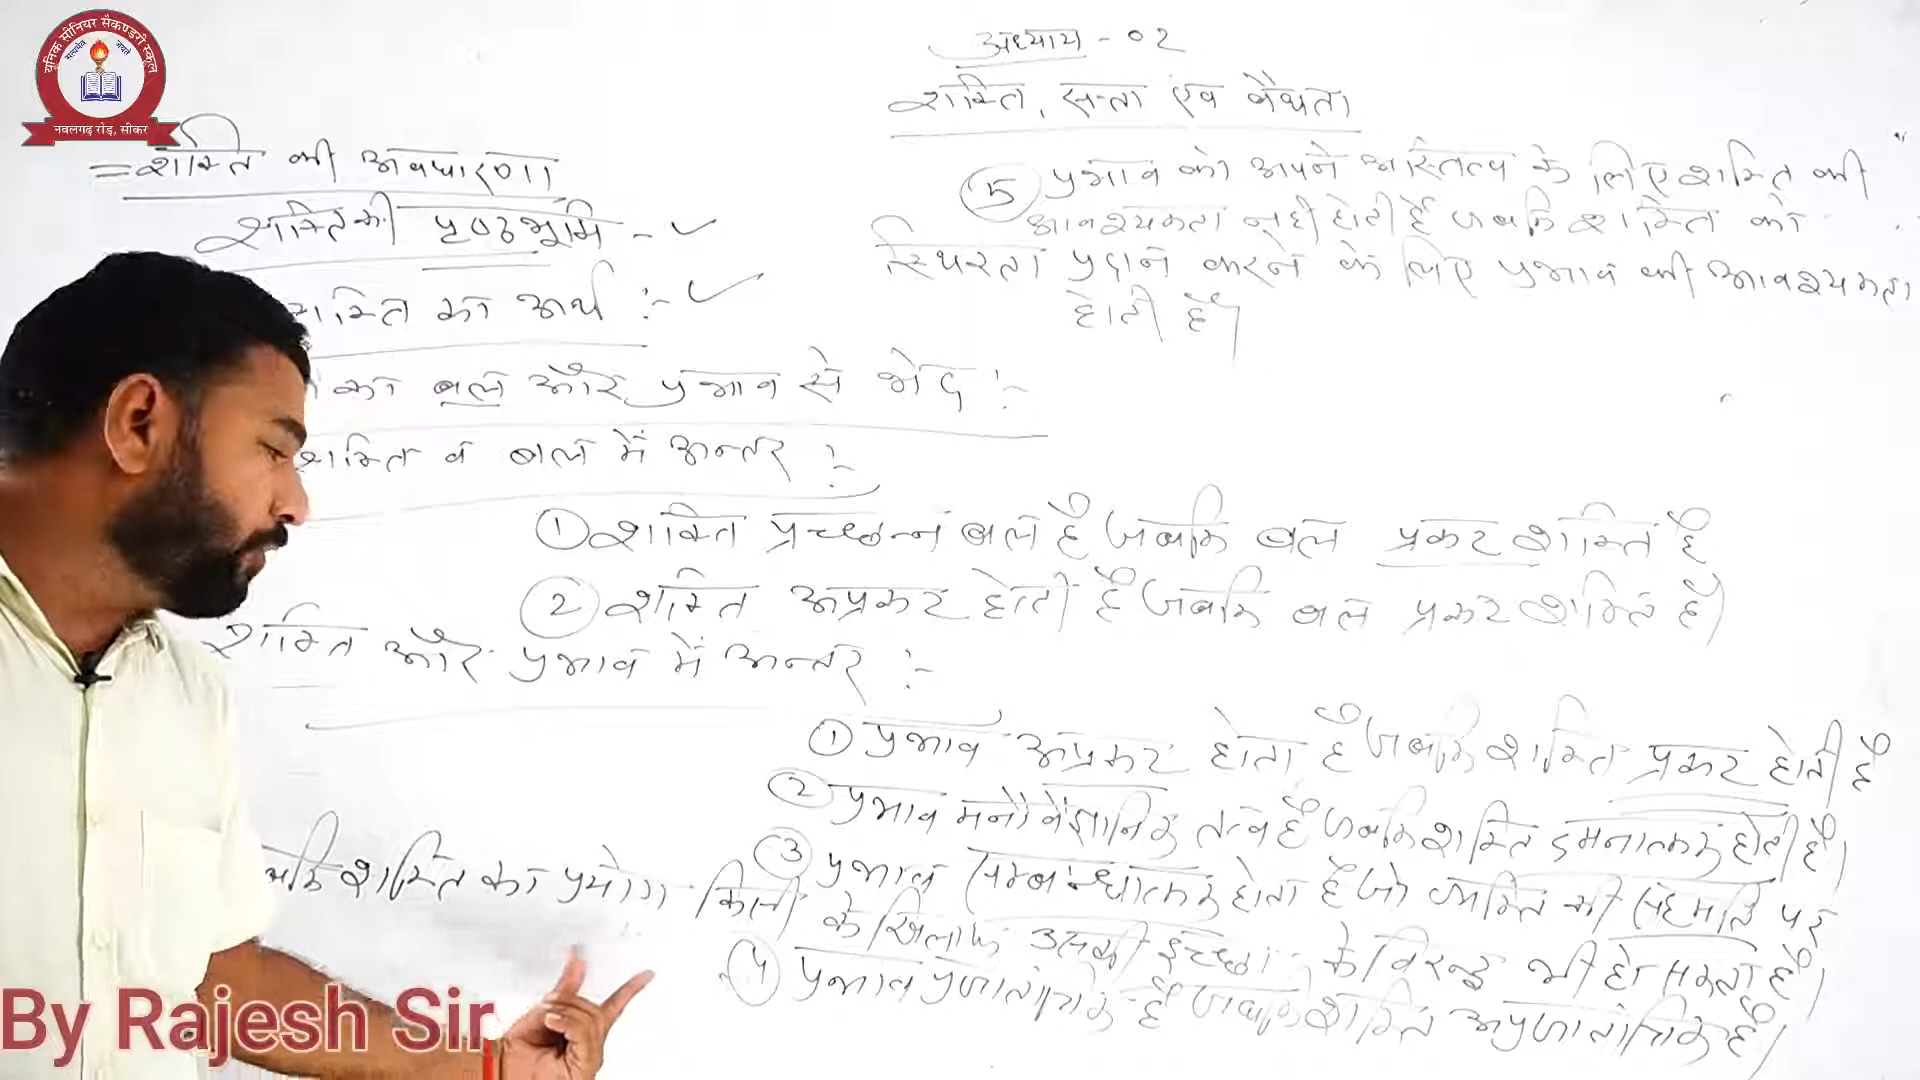 यूनिक सीनियर सैकण्डरी स्कूल
नवलगढ़ रोड़, सीकर
अध्याय - 02
शक्ति, सत्ता एंव वैधता
= शक्ति की अवधारणा
शक्ति की पृष्ठभूमि - ✓
शक्ति का अर्थ :- ✓
का बल और प्रभाव से भेद :-
शक्ति व बल में अन्तर :-
① शक्ति प्रच्छन्न बल है जबकि बल प्रकट शक्ति है
② शक्ति अप्रकट होती है जबकि बल प्रकट शक्ति है।
शक्ति और प्रभाव में अन्तर :-
① प्रभाव अप्रकट होता है जबकि शक्ति प्रकट होती है
② प्रभाव मनौवैज्ञानिक तत्व है जबकि शक्ति दमनात्मक होती है।
③ प्रभाव सम्बन्धात्मक होता है जो व्यक्ति की सहमति पर
बकि शक्ति का प्रयोग किसी के खिलाफ उसकी इच्छा के विरुद्ध भी हो सकता है।
④ प्रभाव प्रजातांत्रिक है जबकि शक्ति अप्रजातांत्रिक है।
⑤ प्रभाव को अपने अस्तित्व के लिए शक्ति की
आवश्यकता नही होती है जबकि शक्ति को
स्थिरता प्रदान करने के लिए प्रभाव की आवश्यकता
होती है।
By Rajesh Sir